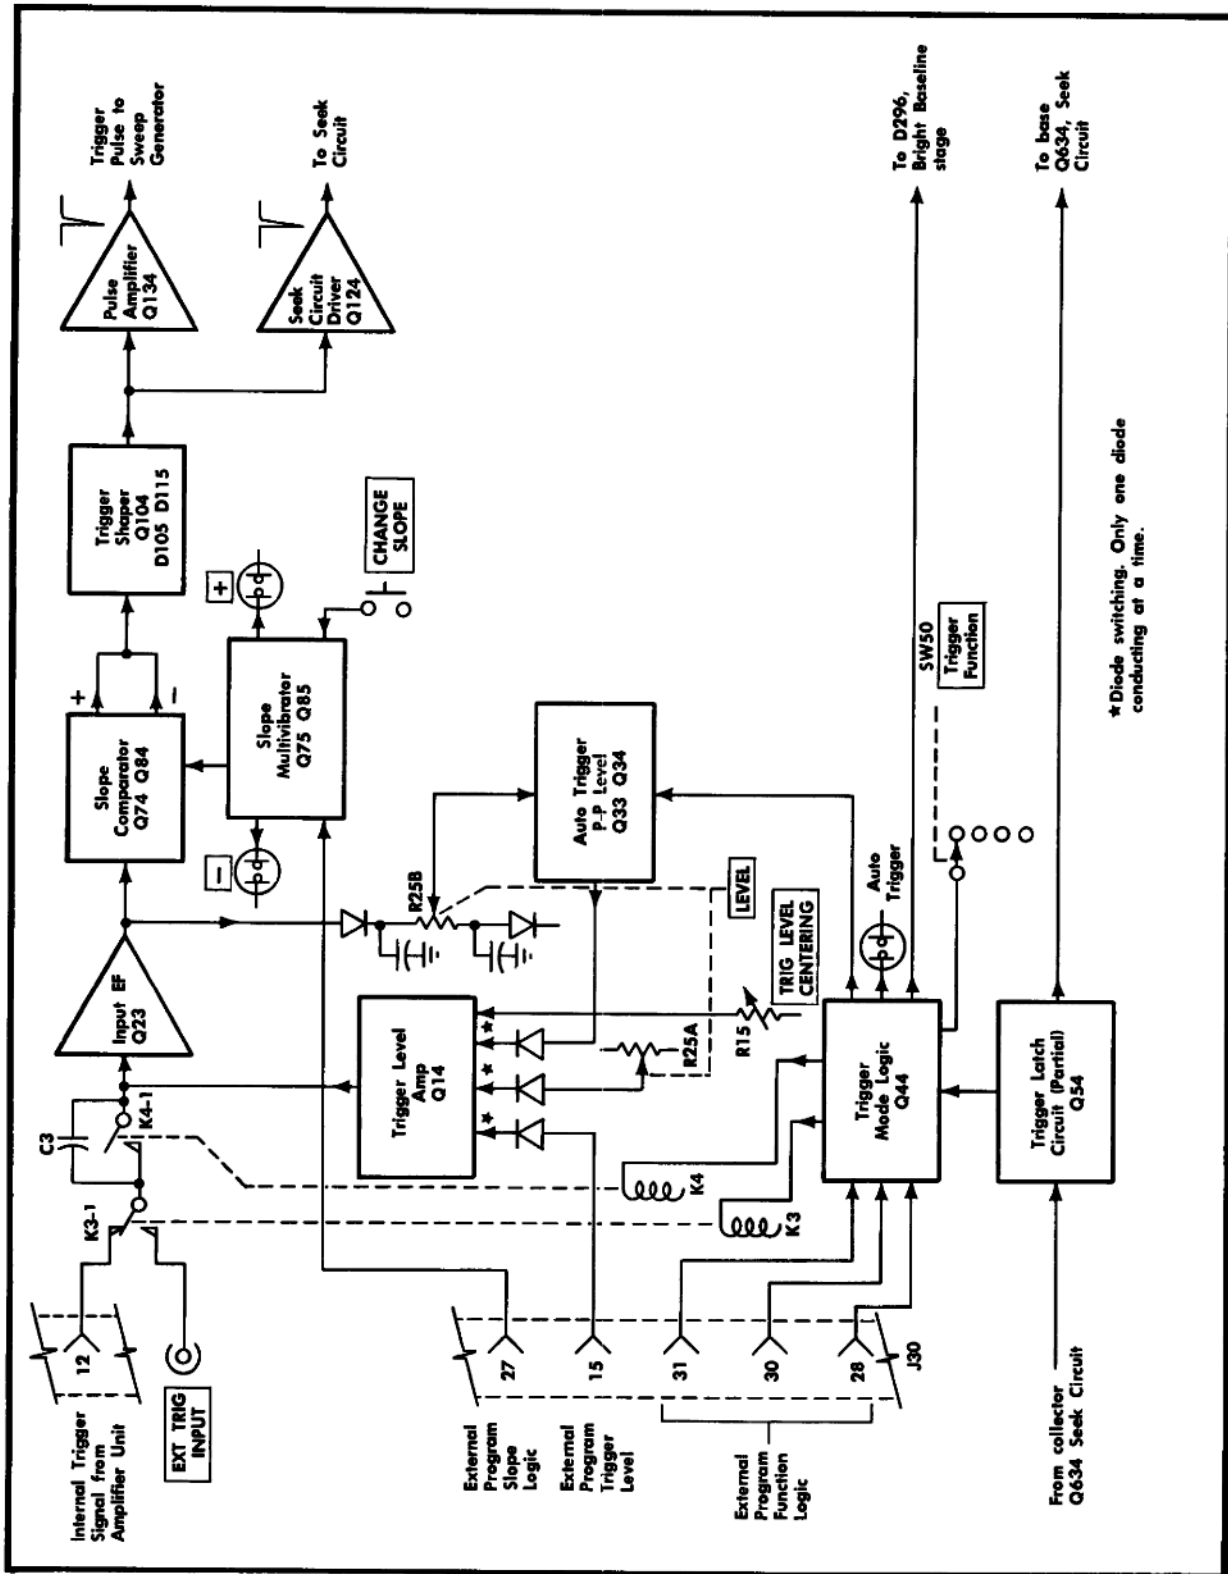 Internal Trigger
Signal from
Amplifier Unit
12
EXT TRIG
INPUT
K3-1
C3
K4-1
Input EF
Q23
Slope
Comparator
Q74 Q84
+
−
Trigger
Shaper
Q104
D105 D115
Pulse
Amplifier
Q134
Trigger
Pulse to
Sweep
Generator
Seek
Circuit
Driver
Q124
To Seek
Circuit
−
Slope
Multivibrator
Q75 Q85
+
CHANGE
SLOPE
R25B
Trigger Level
Amp
Q14
★
★
★
Auto Trigger
P-P Level
Q33 Q34
LEVEL
R25A
R15
TRIG LEVEL
CENTERING
External
Program
Slope
Logic
27
External
Program
Trigger
Level
15
External
Program
Function
Logic
31
30
28
J30
K4
K3
Trigger
Mode Logic
Q44
Auto
Trigger
SW50
Trigger
Function
To D296,
Bright Baseline
stage
From collector
Q634 Seek Circuit
Trigger Latch
Circuit (Partial)
Q54
To base
Q634, Seek
Circuit
★Diode switching. Only one diode
conducting at a time.